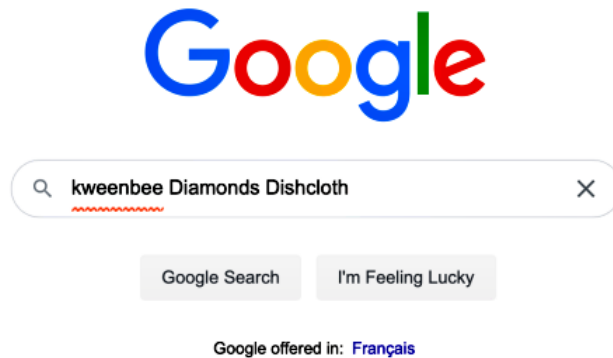 Google
kweenbee Diamonds Dishcloth
Google Search I'm Feeling Lucky
Google offered in: Français